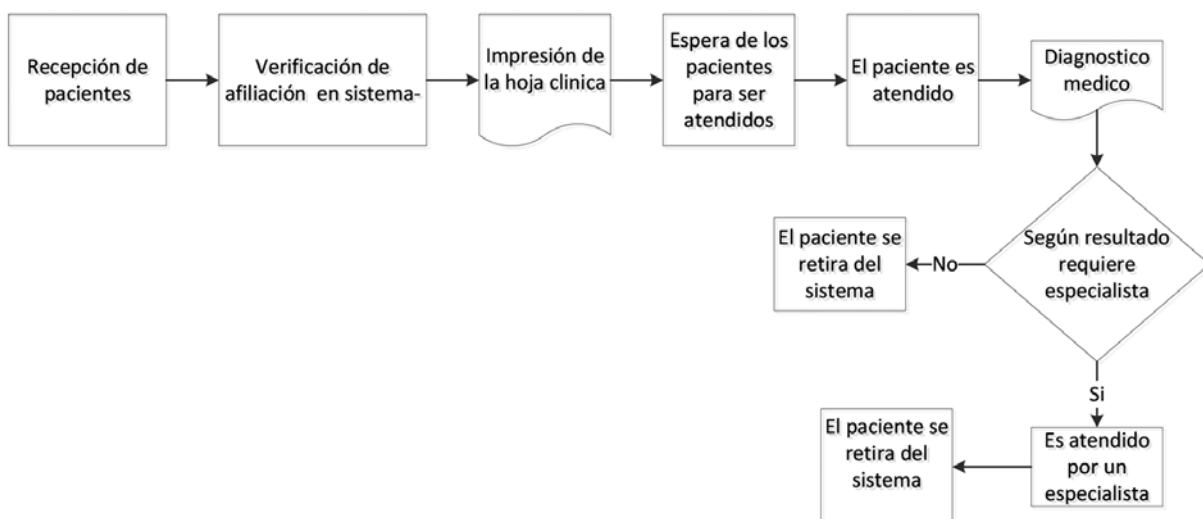 Recepción de
pacientes
Verificación de
afiliación en sistema-
Impresión de
la hoja clinica
Espera de los
pacientes
para ser
atendidos
El paciente es
atendido
Diagnostico
medico
Según resultado
requiere
especialista
No
El paciente se
retira del
sistema
Si
Es atendido
por un
especialista
El paciente se
retira del
sistema